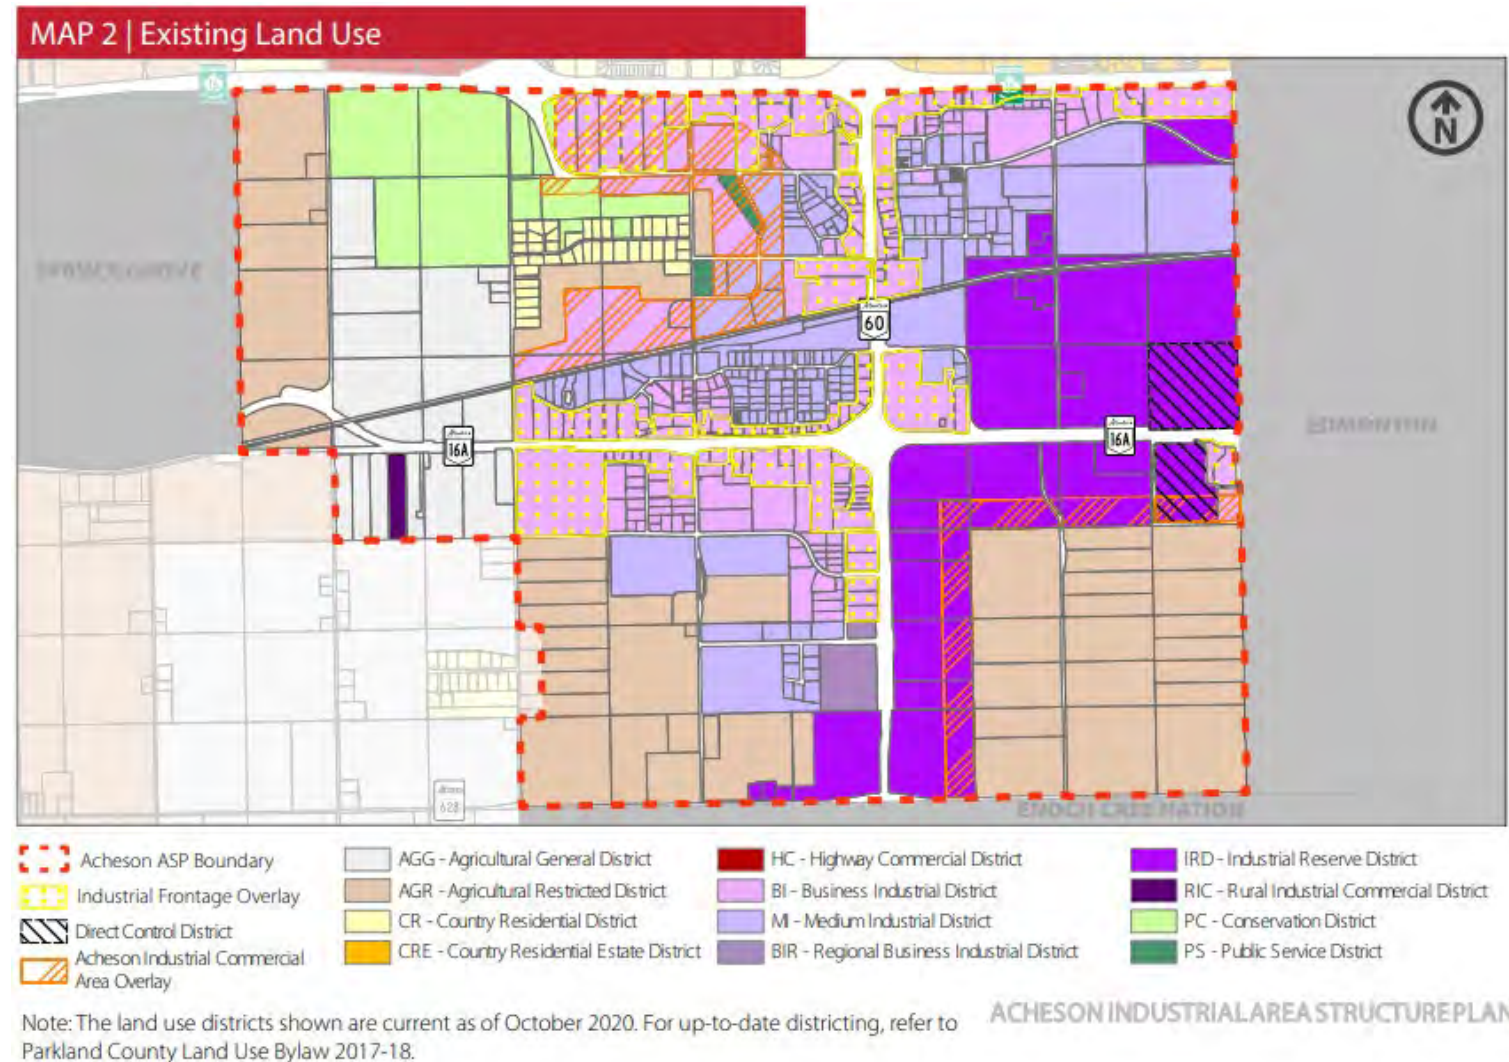 MAP 2 | Existing Land Use
N
60
16A
16A
628
EDMONTON
ENOCH CREE NATION
Acheson ASP Boundary
Industrial Frontage Overlay
Direct Control District
Acheson Industrial Commercial
Area Overlay
AGG - Agricultural General District
AGR - Agricultural Restricted District
CR - Country Residential District
CRE - Country Residential Estate District
HC - Highway Commercial District
BI - Business Industrial District
MI - Medium Industrial District
BIR - Regional Business Industrial District
IRD - Industrial Reserve District
RIC - Rural Industrial Commercial District
PC - Conservation District
PS - Public Service District
Note: The land use districts shown are current as of October 2020. For up-to-date districting, refer to
Parkland County Land Use Bylaw 2017-18.
ACHESON INDUSTRIAL AREA STRUCTURE PLAN